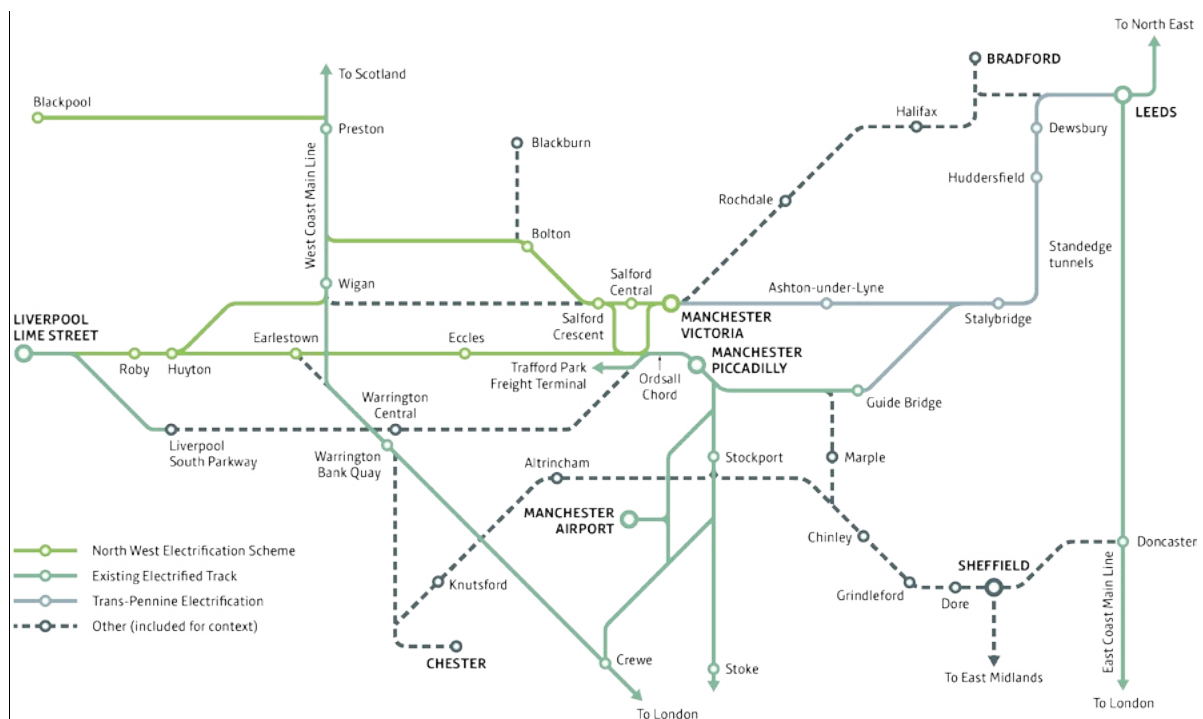 To North East
BRADFORD
To Scotland
Blackpool
LEEDS
Halifax
Preston
Dewsbury
Blackburn
West Coast Main Line
Huddersfield
Rochdale
Bolton
Standedge
tunnels
Wigan
Salford
Central
Ashton-under-Lyne
LIVERPOOL
LIME STREET
Salford
Crescent
MANCHESTER
VICTORIA
Stalybridge
Earlestown
Eccles
MANCHESTER
PICCADILLY
Roby
Huyton
Trafford Park
Freight Terminal
Ordsall
Chord
Guide Bridge
Warrington
Central
Liverpool
South Parkway
Warrington
Bank Quay
Stockport
Marple
Altrincham
MANCHESTER
AIRPORT
Chinley
Doncaster
North West Electrification Scheme
Existing Electrified Track
Trans-Pennine Electrification
Other (included for context)
Knutsford
SHEFFIELD
Grindleford
Dore
East Coast Main Line
CHESTER
Crewe
Stoke
To East Midlands
To London
To London